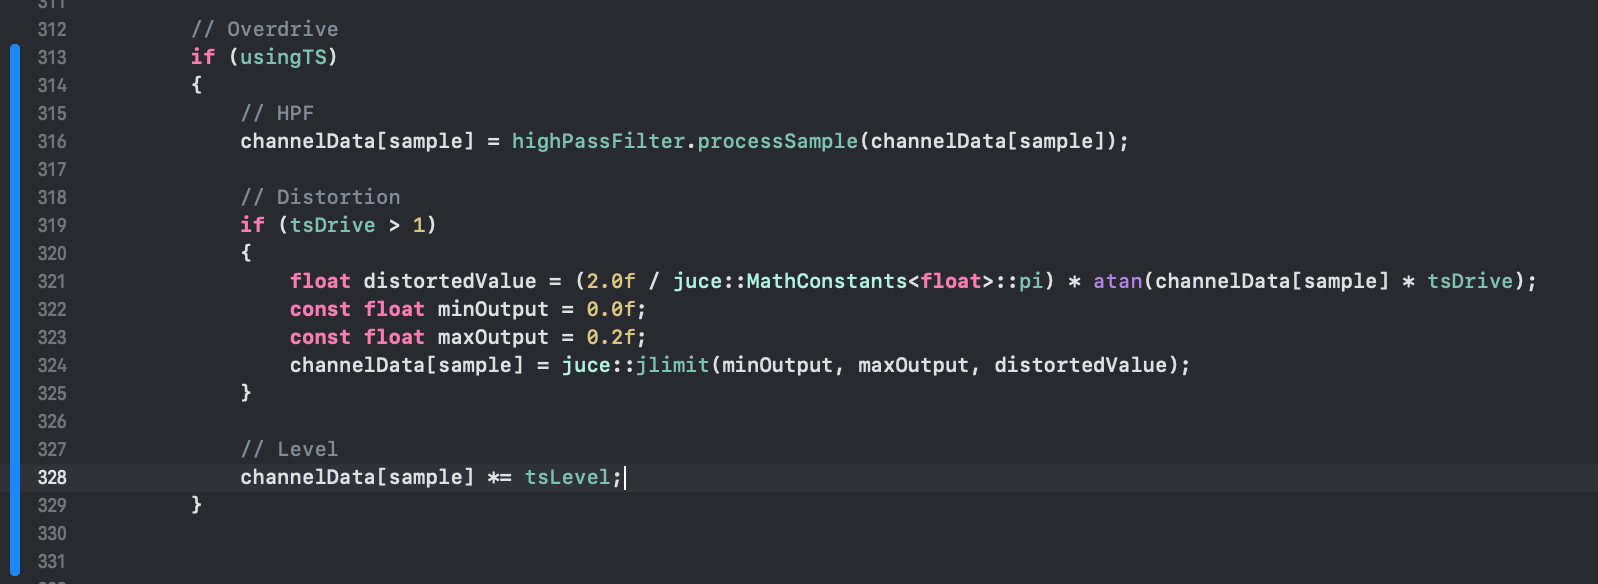 311
312 // Overdrive
313 if (usingTS)
314 {
315 // HPF
316 channelData[sample] = highPassFilter.processSample(channelData[sample]);
317
318 // Distortion
319 if (tsDrive > 1)
320 {
321 float distortedValue = (2.0f / juce::MathConstants<float>::pi) * atan(channelData[sample] * tsDrive);
322 const float minOutput = 0.0f;
323 const float maxOutput = 0.2f;
324 channelData[sample] = juce::jlimit(minOutput, maxOutput, distortedValue);
325 }
326
327 // Level
328 channelData[sample] *= tsLevel;
329 }
330
331